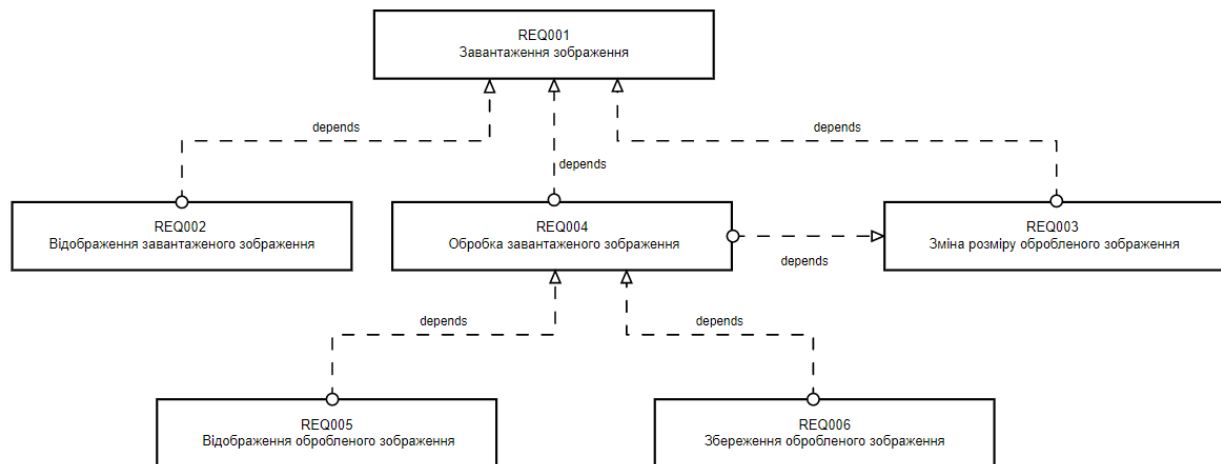 REQ001
Завантаження зображення
depends
depends
depends
REQ002
Відображення завантаженого зображення
REQ004
Обробка завантаженого зображення
REQ003
Зміна розміру обробленого зображення
depends
depends
depends
REQ005
Відображення обробленого зображення
REQ006
Збереження обробленого зображення